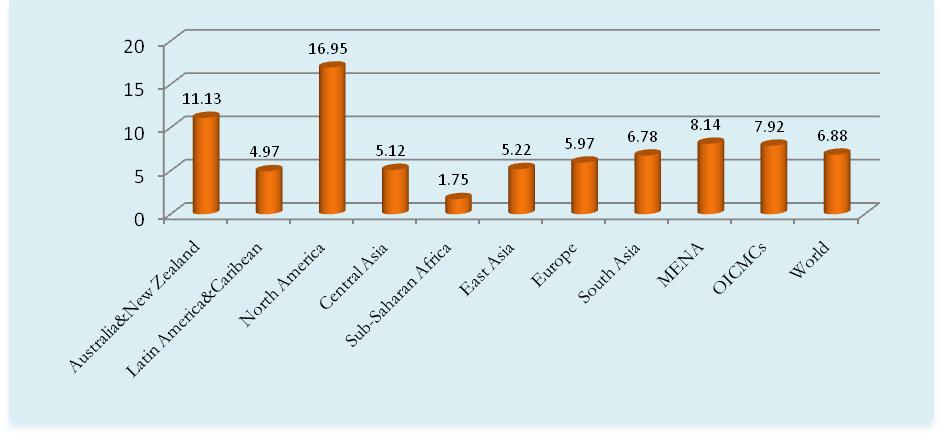 20
15
10
5
0
11.13
4.97
16.95
5.12
1.75
5.22
5.97
6.78
8.14
7.92
6.88
Australia&New Zealand
Latin America&Caribean
North America
Central Asia
Sub-Saharan Africa
East Asia
Europe
South Asia
MENA
OICMCs
World